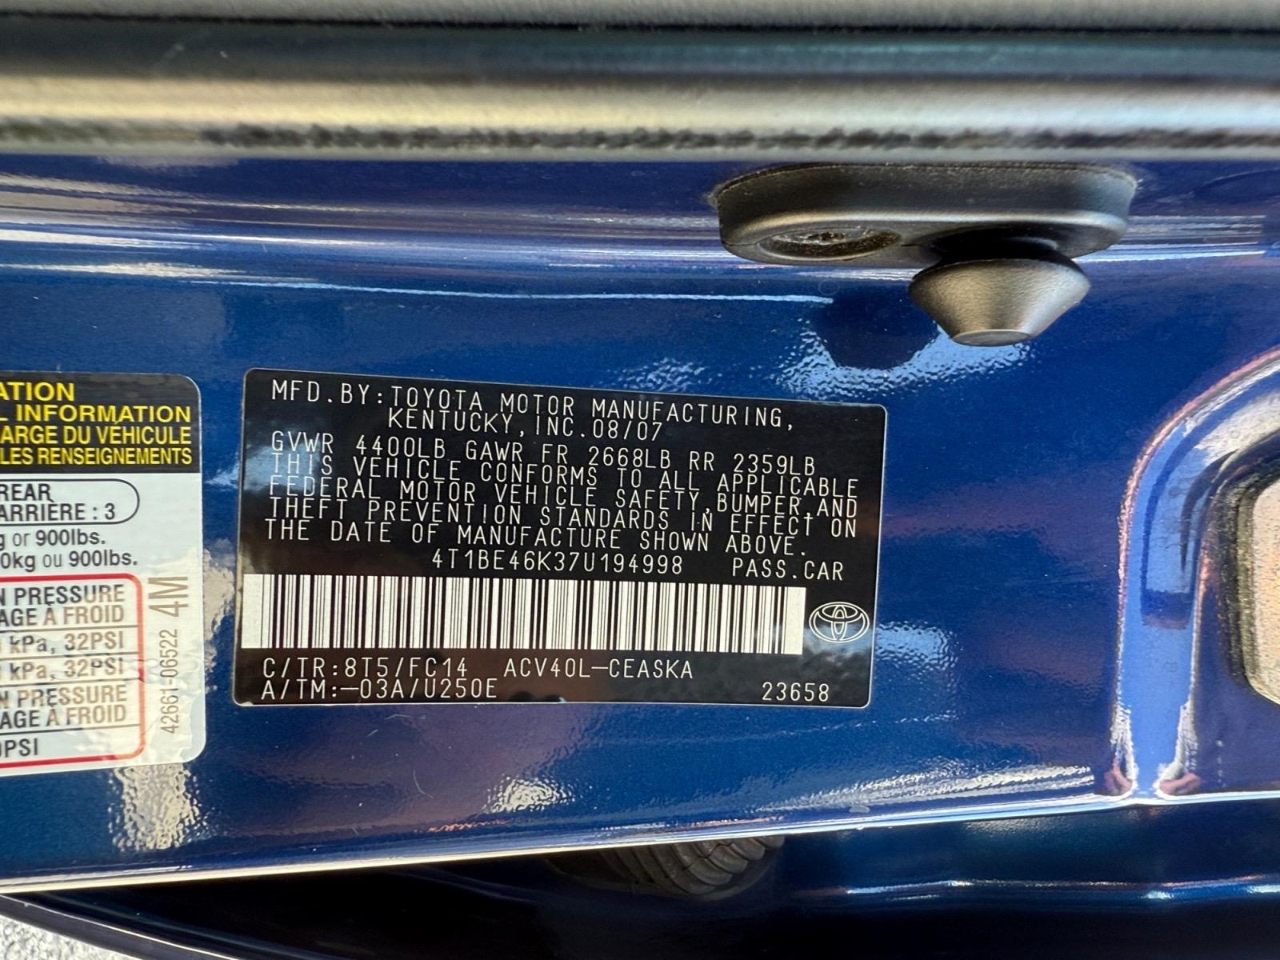 ATION
L INFORMATION
ARGE DU VÉHICULE
LES RENSEIGNEMENTS
REAR
ARRIÈRE : 3
g or 900lbs.
0kg ou 900lbs.
N PRESSURE
AGE À FROID
kPa, 32PSI
kPa, 32PSI
N PRESSURE
AGE À FROID
0PSI
42661-06522 4M
MFD.BY:TOYOTA MOTOR MANUFACTURING,
KENTUCKY, INC. 08/07
GVWR 4400LB GAWR FR 2668LB RR 2359LB
THIS VEHICLE CONFORMS TO ALL APPLICABLE
FEDERAL MOTOR VEHICLE SAFETY,BUMPER,AND
THEFT PREVENTION STANDARDS IN EFFECT ON
THE DATE OF MANUFACTURE SHOWN ABOVE.
4T1BE46K37U194998 PASS.CAR
C/TR:8T5/FC14 ACV40L-CEASKA
A/TM:-03A/U250E 23658